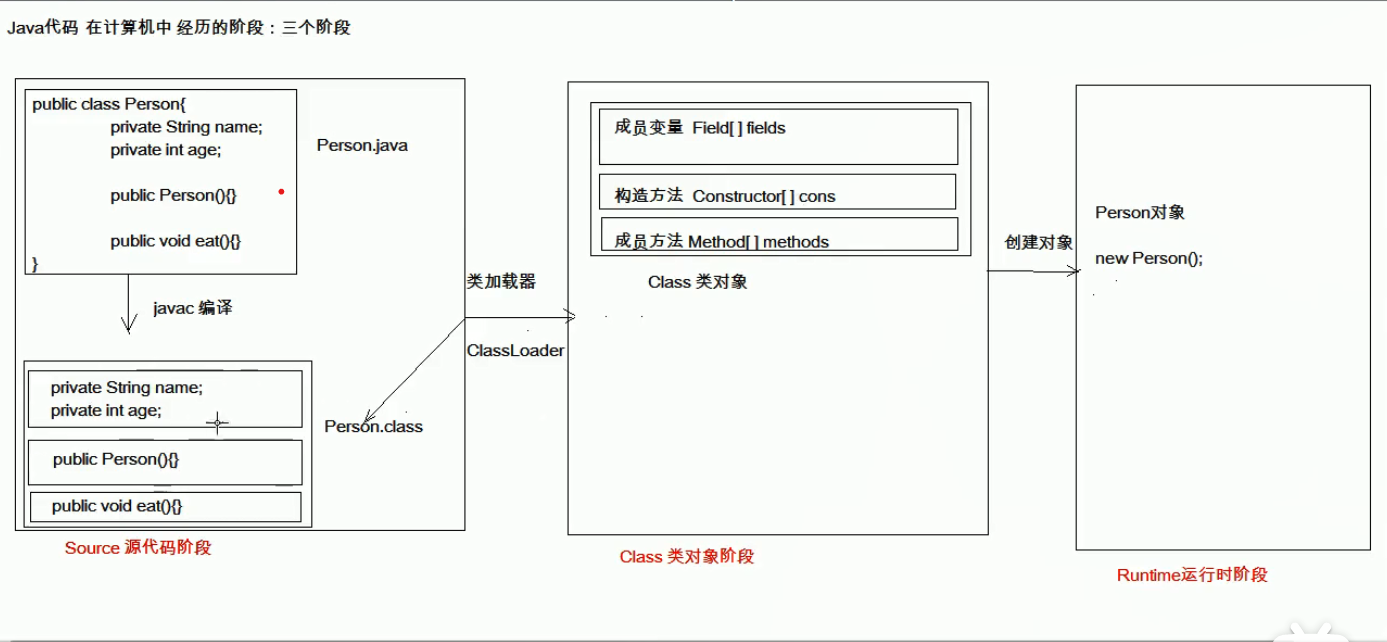 Java代码 在计算机中 经历的阶段：三个阶段
public class Person{
private String name;
private int age;
public Person(){}
public void eat(){}
}
Person.java
javac 编译
private String name;
private int age;
public Person(){}
public void eat(){}
Person.class
Source 源代码阶段
类加载器
ClassLoader
成员变量 Field[ ] fields
构造方法 Constructor[ ] cons
成员方法 Method[ ] methods
Class 类对象
Class 类对象阶段
创建对象
Person对象
new Person();
Runtime运行时阶段